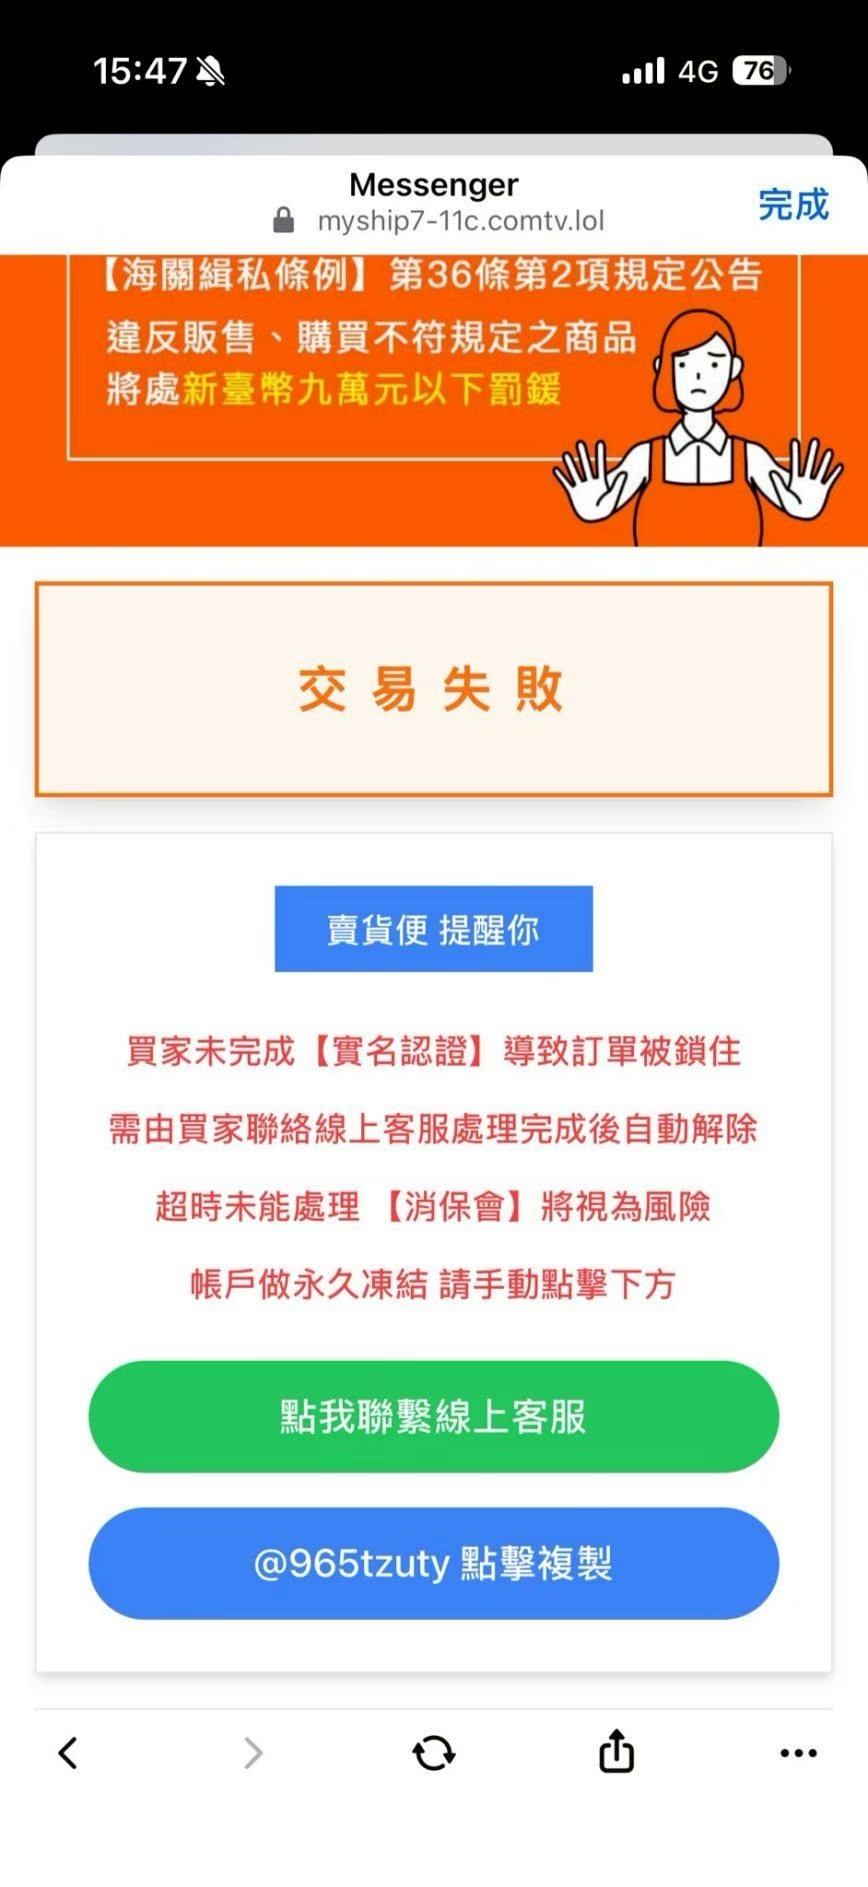 15:47
4G 76
Messenger
myship7-11c.comtv.lol
完成
【海關緝私條例】第36條第2項規定公告
違反販售、購買不符規定之商品
將處新臺幣九萬元以下罰鍰
交易失敗
賣貨便 提醒你
買家未完成【實名認證】導致訂單被鎖住
需由買家聯絡線上客服處理完成後自動解除
超時未能處理 【消保會】將視為風險
帳戶做永久凍結 請手動點擊下方
點我聯繫線上客服
@965tzuty 點擊複製